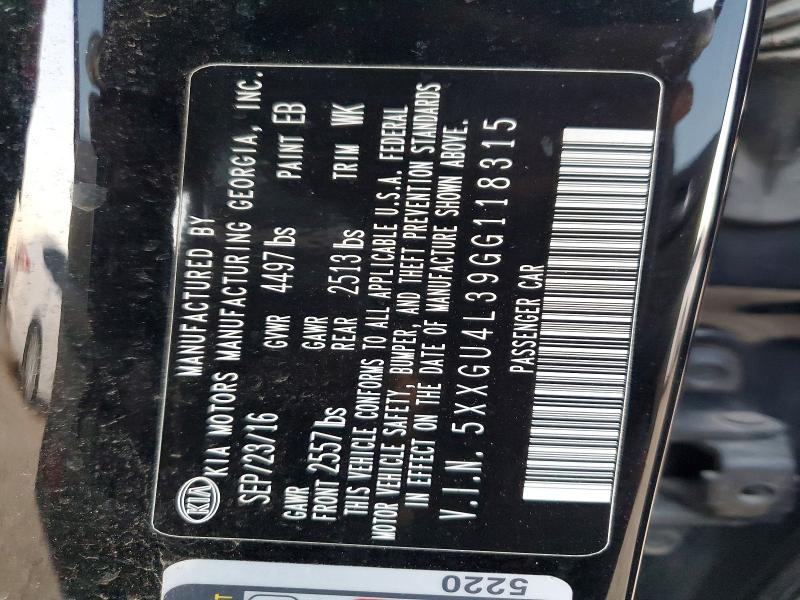 MANUFACTURED BY
KIA KIA MOTORS MANUFACTURING GEORGIA, INC.
SEP/23/16 GVWR 4497lbs PAINT EB
GAWR FRONT 2557lbs GAWR REAR 2513lbs TRIM WK
THIS VEHICLE CONFORMS TO ALL APPLICABLE U.S.A. FEDERAL
MOTOR VEHICLE SAFETY, BUMPER, AND THEFT PREVENTION STANDARDS
IN EFFECT ON THE DATE OF MANUFACTURE SHOWN ABOVE.
V.I.N. 5XXGU4L39GG118315
PASSENGER CAR
5220